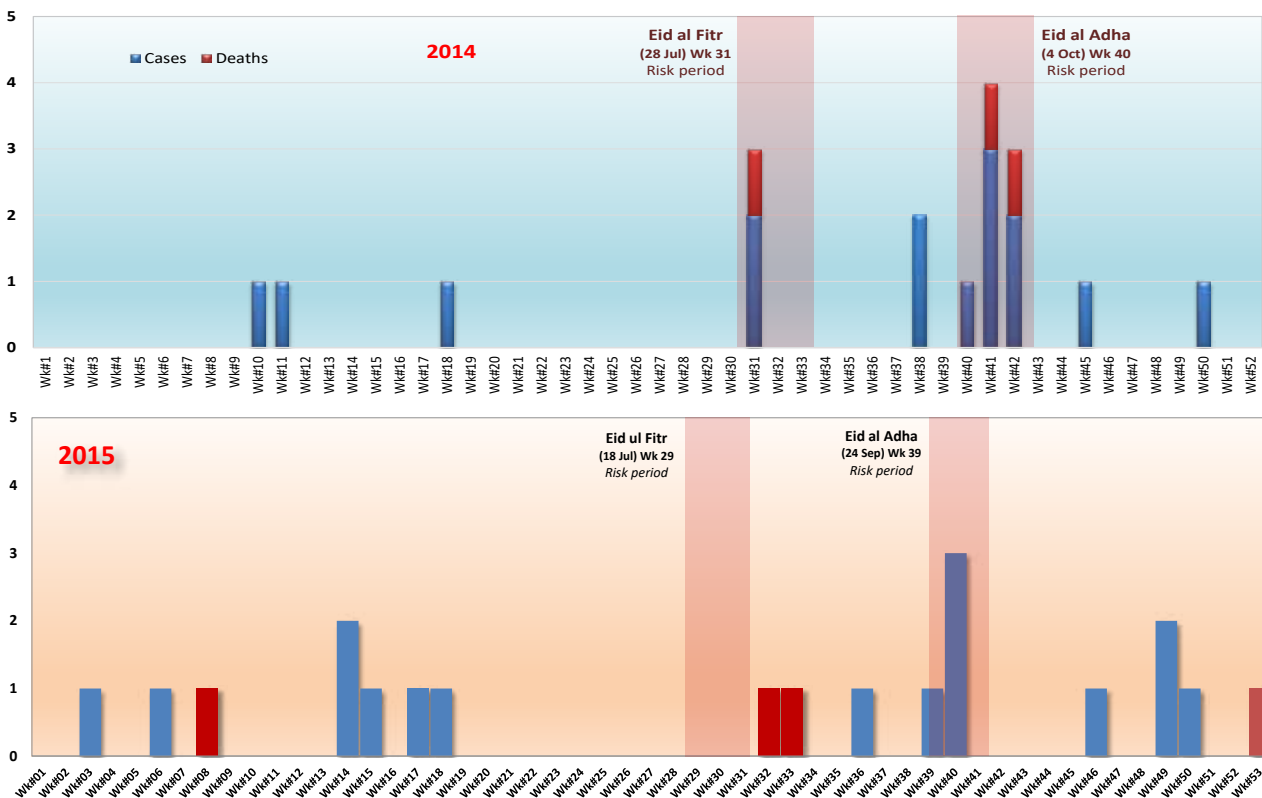 5
4
3
2
1
0
Cases Deaths
2014
Eid al Fitr
(28 Jul) Wk 31
Risk period
Eid al Adha
(4 Oct) Wk 40
Risk period
Wk#1 Wk#2 Wk#3 Wk#4 Wk#5 Wk#6 Wk#7 Wk#8 Wk#9 Wk#10 Wk#11 Wk#12 Wk#13 Wk#14 Wk#15 Wk#16 Wk#17 Wk#18 Wk#19 Wk#20 Wk#21 Wk#22 Wk#23 Wk#24 Wk#25 Wk#26 Wk#27 Wk#28 Wk#29 Wk#30 Wk#31 Wk#32 Wk#33 Wk#34 Wk#35 Wk#36 Wk#37 Wk#38 Wk#39 Wk#40 Wk#41 Wk#42 Wk#43 Wk#44 Wk#45 Wk#46 Wk#47 Wk#48 Wk#49 Wk#50 Wk#51 Wk#52
5
4
3
2
1
0
2015
Eid ul Fitr
(18 Jul) Wk 29
Risk period
Eid al Adha
(24 Sep) Wk 39
Risk period
Wk#01 Wk#02 Wk#03 Wk#04 Wk#05 Wk#06 Wk#07 Wk#08 Wk#09 Wk#10 Wk#11 Wk#12 Wk#13 Wk#14 Wk#15 Wk#16 Wk#17 Wk#18 Wk#19 Wk#20 Wk#21 Wk#22 Wk#23 Wk#24 Wk#25 Wk#26 Wk#27 Wk#28 Wk#29 Wk#30 Wk#31 Wk#32 Wk#33 Wk#34 Wk#35 Wk#36 Wk#37 Wk#38 Wk#39 Wk#40 Wk#41 Wk#42 Wk#43 Wk#44 Wk#45 Wk#46 Wk#47 Wk#48 Wk#49 Wk#50 Wk#51 Wk#52 Wk#53